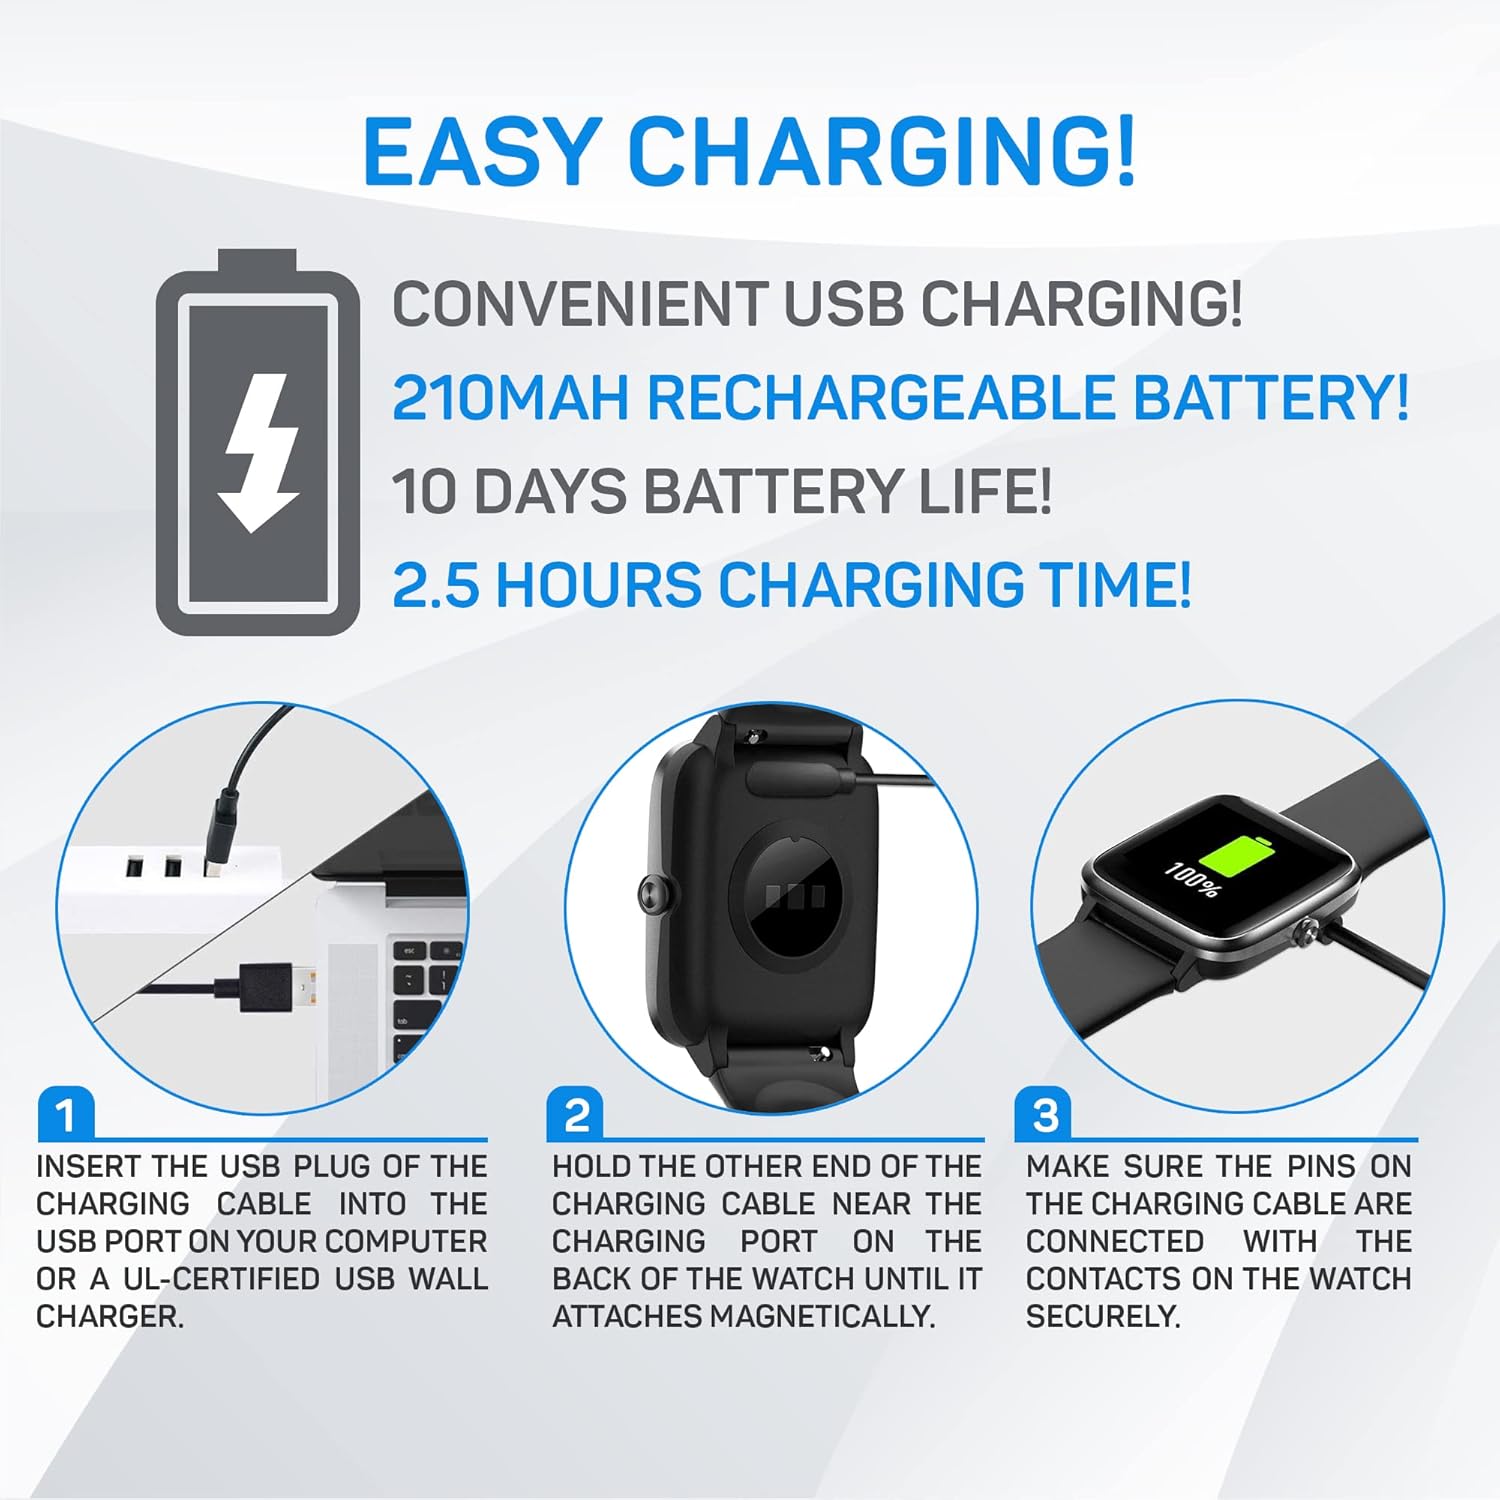 EASY CHARGING!
CONVENIENT USB CHARGING!
210MAH RECHARGEABLE BATTERY!
10 DAYS BATTERY LIFE!
2.5 HOURS CHARGING TIME!
esc
tab
100%
1
INSERT THE USB PLUG OF THE
CHARGING CABLE INTO THE
USB PORT ON YOUR COMPUTER
OR A UL-CERTIFIED USB WALL
CHARGER.
2
HOLD THE OTHER END OF THE
CHARGING CABLE NEAR THE
CHARGING PORT ON THE
BACK OF THE WATCH UNTIL IT
ATTACHES MAGNETICALLY.
3
MAKE SURE THE PINS ON
THE CHARGING CABLE ARE
CONNECTED WITH THE
CONTACTS ON THE WATCH
SECURELY.